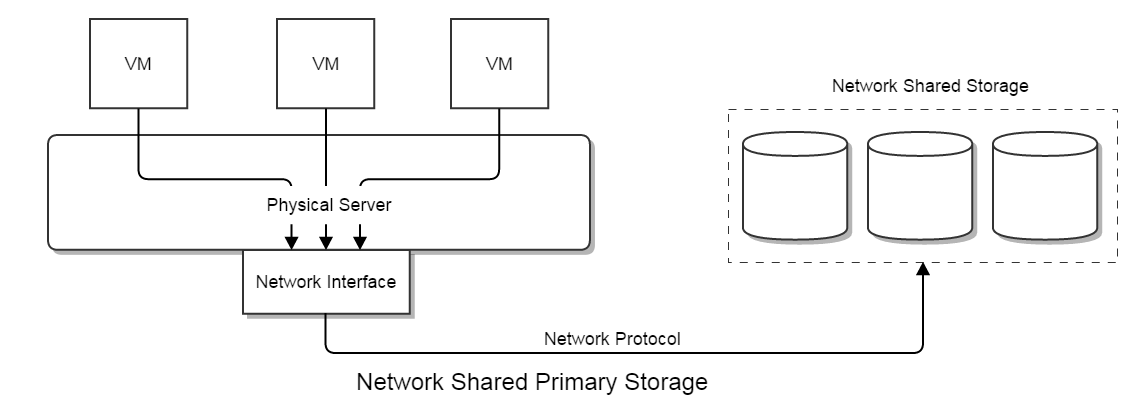 VM
VM
VM
Network Shared Storage
Physical Server
Network Interface
Network Protocol
Network Shared Primary Storage